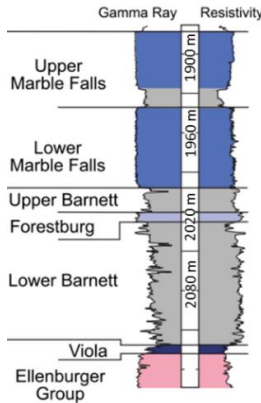 Gamma Ray Resistivity
Upper
Marble Falls
1900 m
Lower
Marble Falls
1960 m
Upper Barnett
Forestburg
2020 m
Lower Barnett
2080 m
Viola
Ellenburger
Group